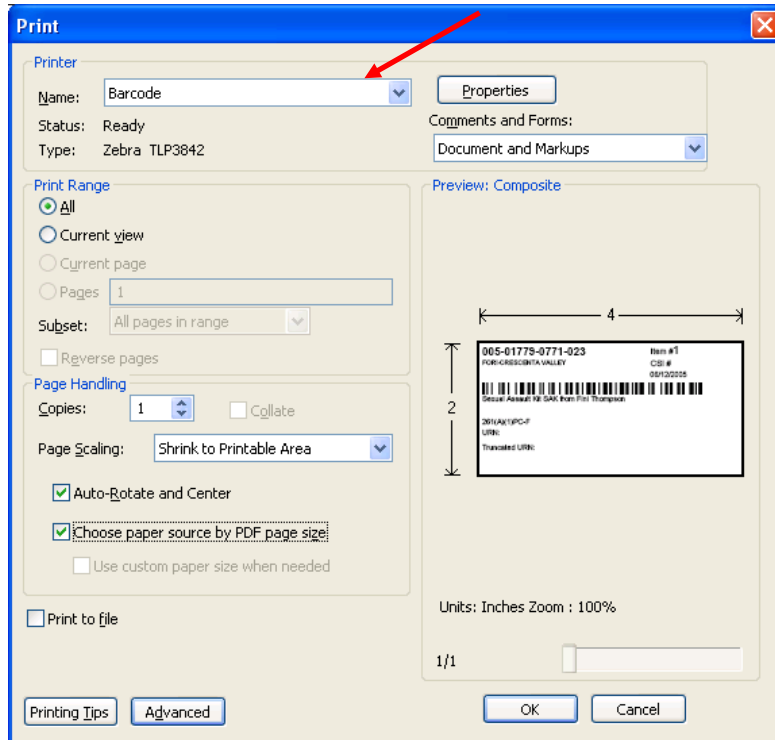 Print
Printer
Name: Barcode
Properties
Status: Ready
Comments and Forms:
Type: Zebra TLP3842
Document and Markups
Print Range
All
Current view
Current page
Pages 1
Subset: All pages in range
Reverse pages
Page Handling
Copies: 1
Collate
Page Scaling: Shrink to Printable Area
Auto-Rotate and Center
Choose paper source by PDF page size
Use custom paper size when needed
Print to file
Preview: Composite
4
2
005-01779-0771-023 Item #1
FORI-CRESCENTA VALLEY CSI #
08/12/2005
Sexual Assault Kit SAK from Fini Thompson
261(A)(1)PC-F
URN:
Truncated URN:
Units: Inches Zoom : 100%
1/1
Printing Tips
Advanced
OK
Cancel